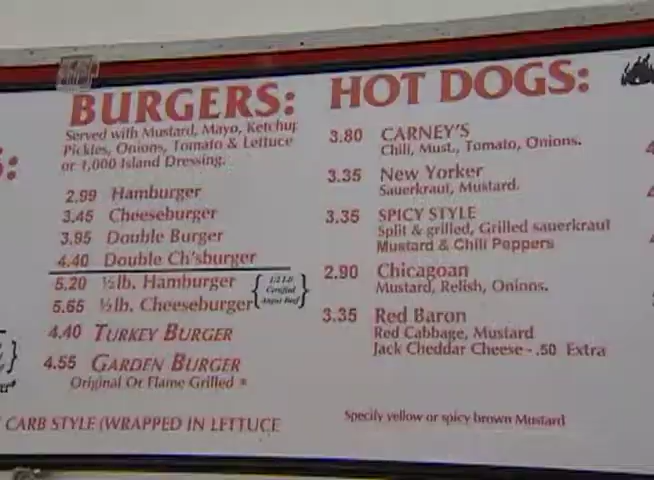 BURGERS:
Served with Mustard, Mayo, Ketchup
Pickles, Onions, Tomato & Lettuce
or 1,000 Island Dressing.
2.99 Hamburger
3.45 Cheeseburger
3.95 Double Burger
4.40 Double Ch'sburger
5.20 ½lb. Hamburger
5.65 ½lb. Cheeseburger
1/2 LB
Certified
Angus Beef
4.40 TURKEY BURGER
4.55 GARDEN BURGER
Original Or Flame Grilled *
CARB STYLE (WRAPPED IN LETTUCE
HOT DOGS:
3.80 CARNEY'S
Chili, Must., Tomato, Onions.
3.35 New Yorker
Sauerkraut, Mustard.
3.35 SPICY STYLE
Split & grilled, Grilled sauerkraut
Mustard & Chili Peppers
2.90 Chicagoan
Mustard, Relish, Onions.
3.35 Red Baron
Red Cabbage, Mustard
Jack Cheddar Cheese - .50 Extra
Specify yellow or spicy brown Mustard